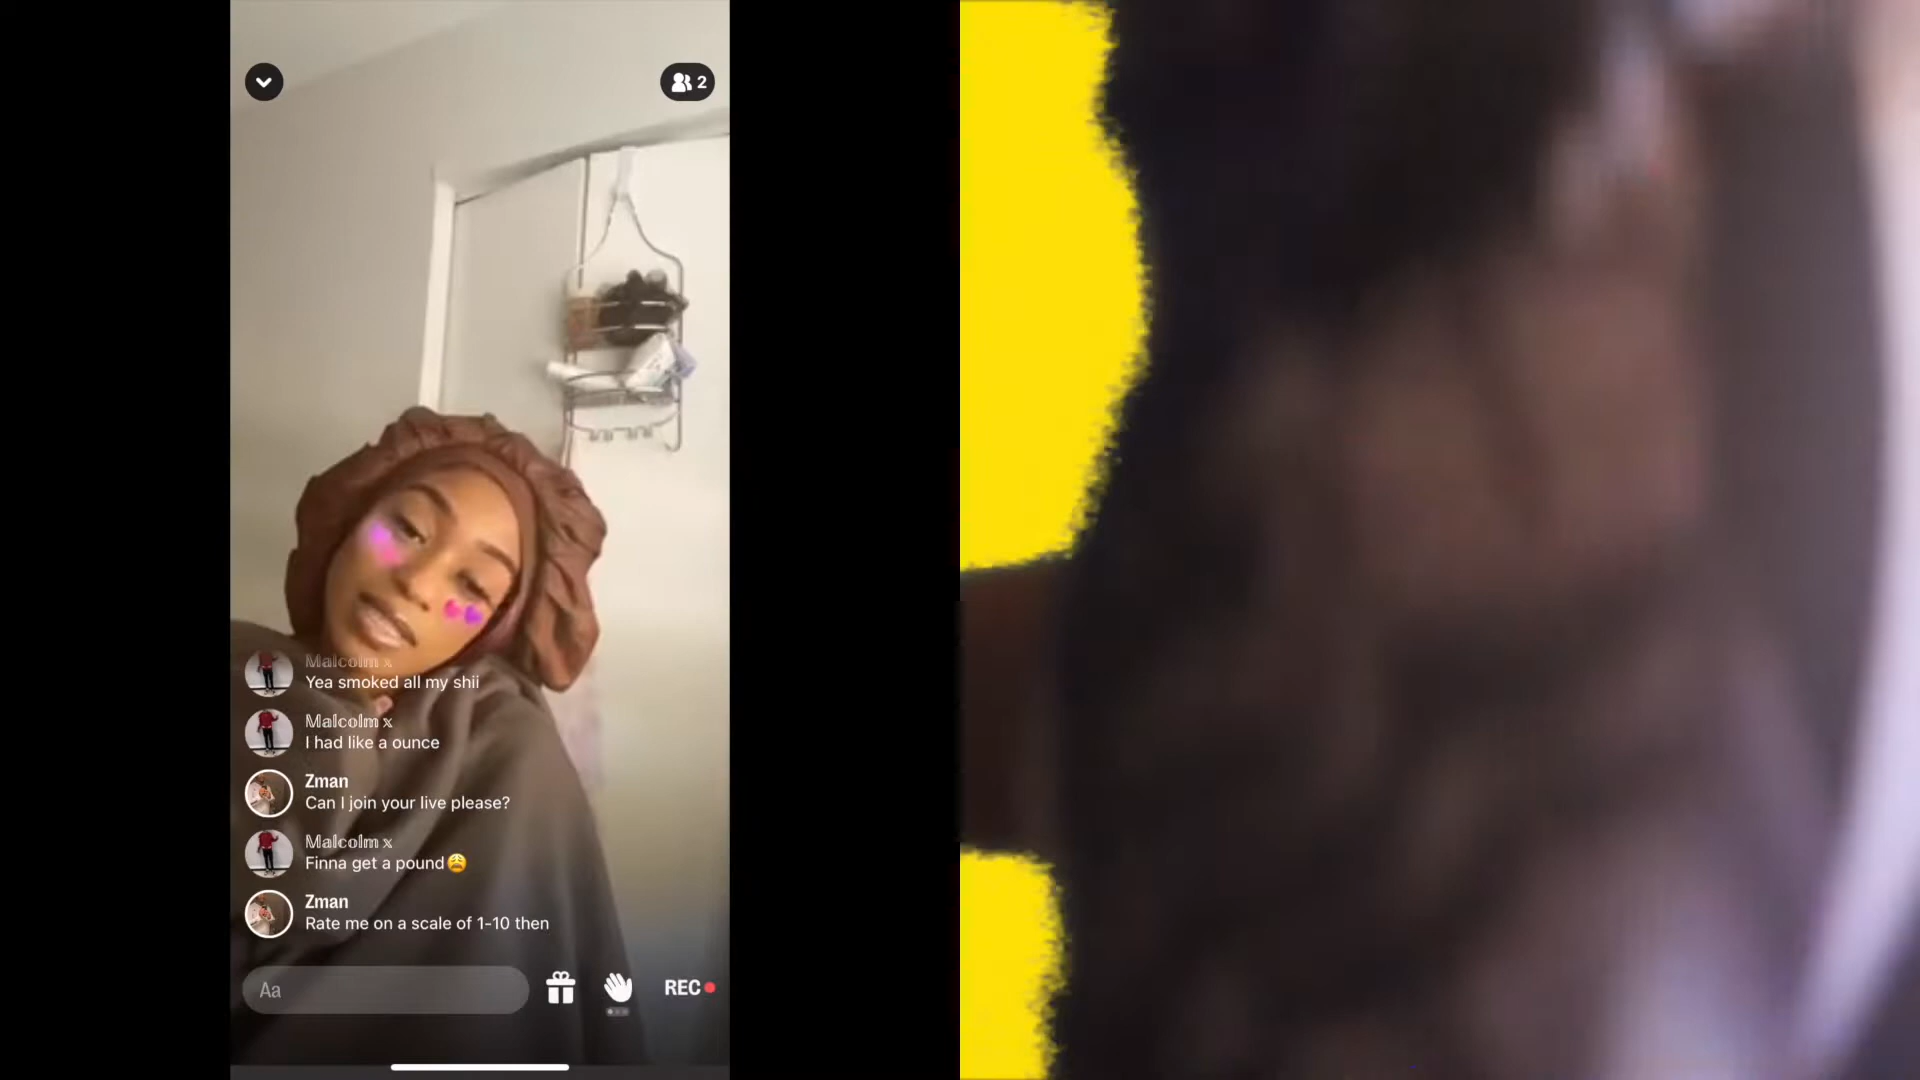 2
Malcolm x
Yea smoked all my shii
Malcolm x
I had like a ounce
Zman
Can I join your live please?
Malcolm x
Finna get a pound😩
Zman
Rate me on a scale of 1-10 then
Aa
REC